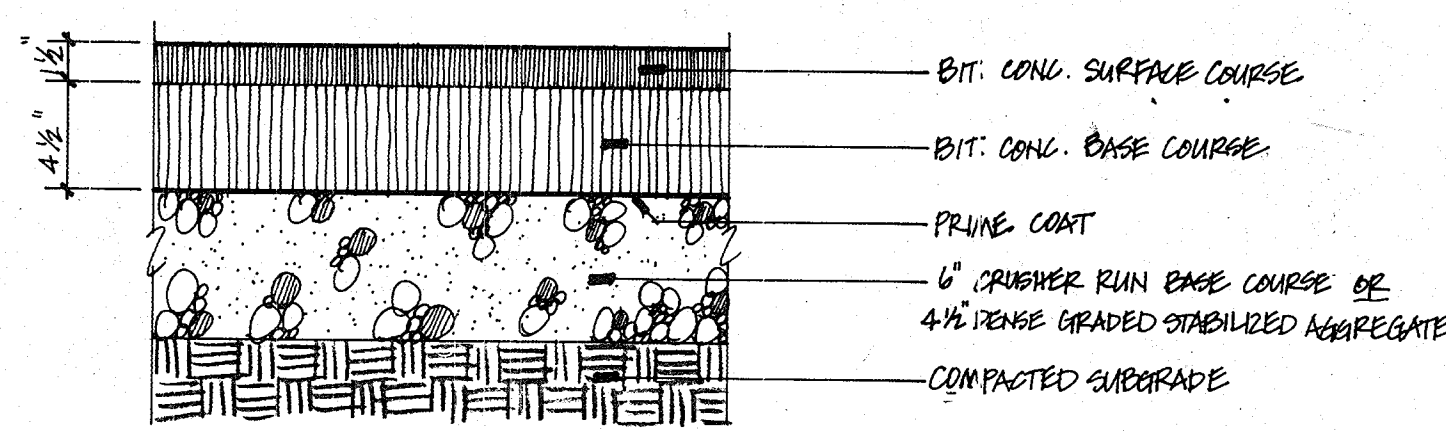 1½"
BIT. CONC. SURFACE COURSE
4½"
BIT. CONC. BASE COURSE
PRIME COAT
6" CRUSHER RUN BASE COURSE OR
4½" DENSE GRADED STABILIZED AGGREGATE
COMPACTED SUBGRADE